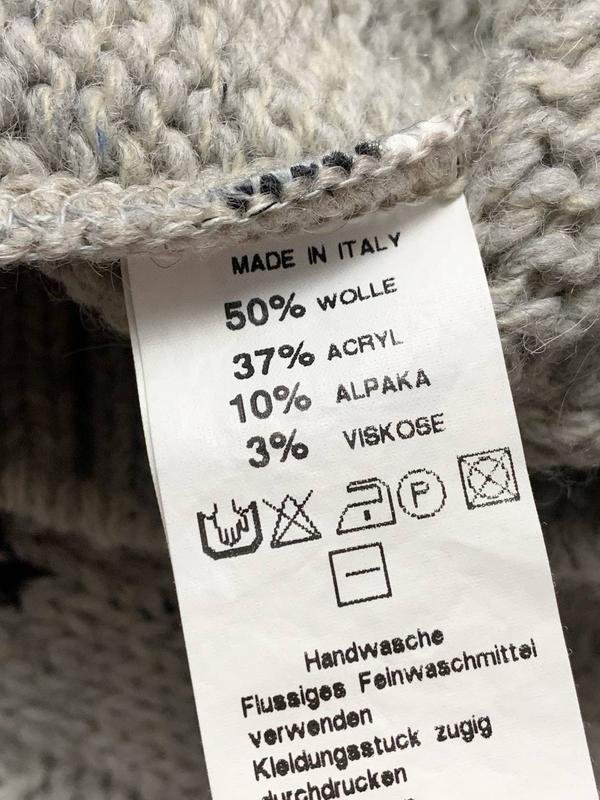 MADE IN ITALY
50% WOLLE
37% ACRYL
10% ALPAKA
3% VISKOSE
P
Handwasche
Flussiges Feinwaschmittel
verwenden
Kleidungsstuck zugig
durchdrucken